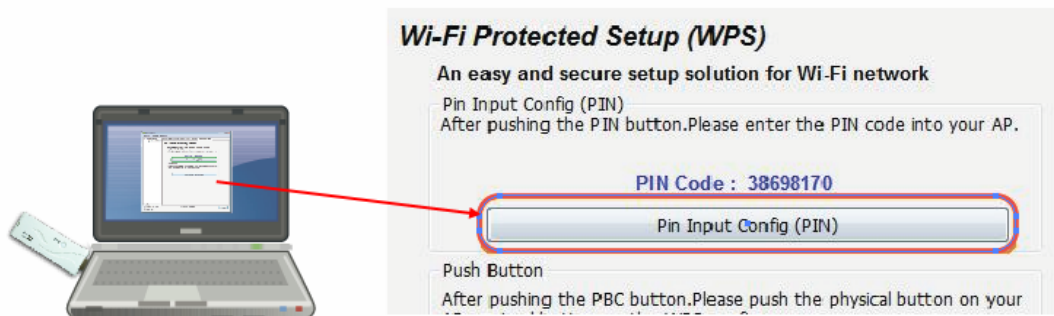 Wi-Fi Protected Setup (WPS)
An easy and secure setup solution for Wi-Fi network
Pin Input Config (PIN)
After pushing the PIN button.Please enter the PIN code into your AP.
PIN Code : 38698170
Pin Input Config (PIN)
Push Button
After pushing the PBC button.Please push the physical button on your